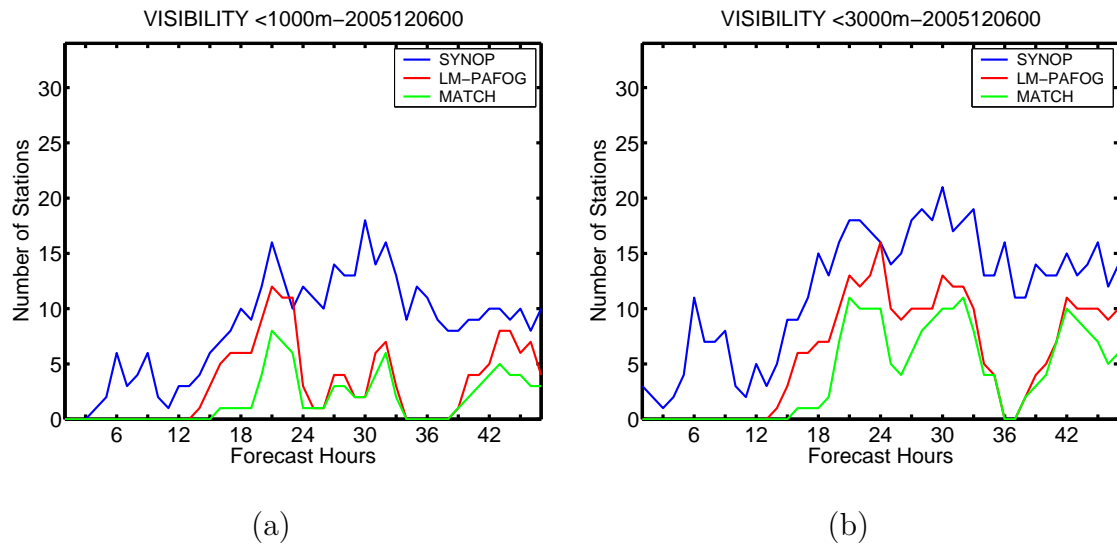 VISIBILITY <1000m−2005120600
SYNOP
LM−PAFOG
MATCH
Number of Stations
0
5
10
15
20
25
30
6 12 18 24 30 36 42
Forecast Hours
(a)
VISIBILITY <3000m−2005120600
SYNOP
LM−PAFOG
MATCH
Number of Stations
0
5
10
15
20
25
30
6 12 18 24 30 36 42
Forecast Hours
(b)